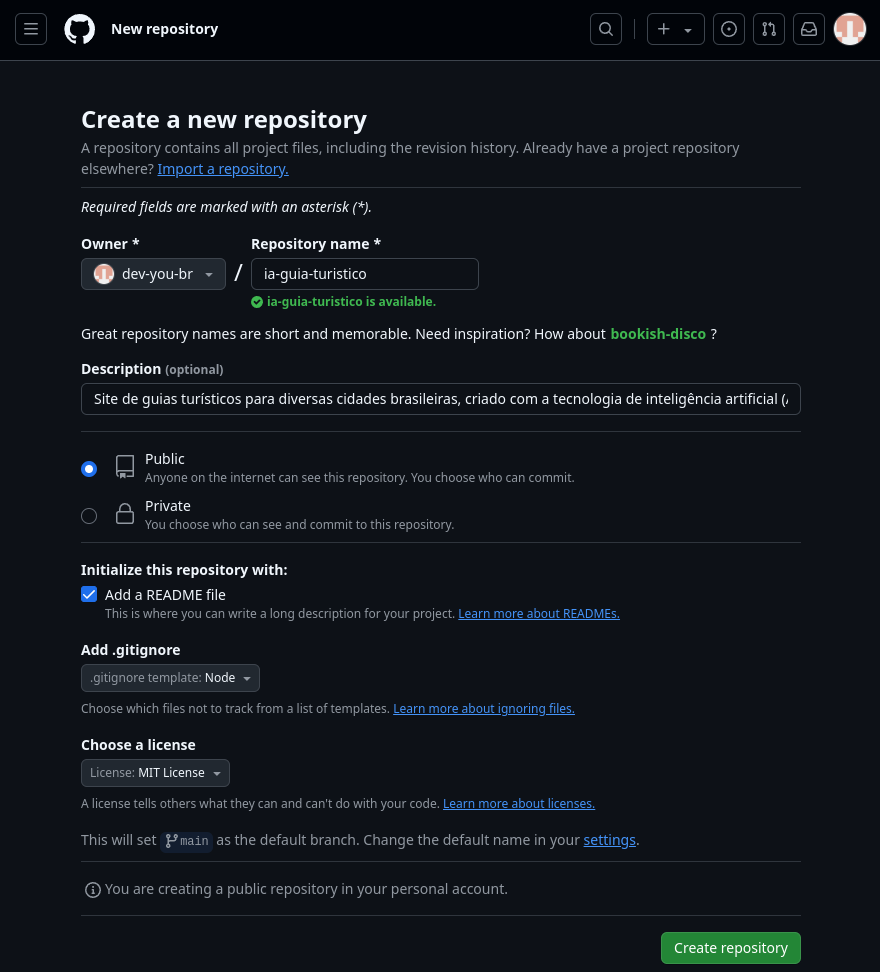 New repository
Create a new repository
A repository contains all project files, including the revision history. Already have a project repository
elsewhere? Import a repository.
Required fields are marked with an asterisk (*).
Owner *
Repository name *
dev-you-br
/
ia-guia-turistico
ia-guia-turistico is available.
Great repository names are short and memorable. Need inspiration? How about bookish-disco ?
Description (optional)
Site de guias turísticos para diversas cidades brasileiras, criado com a tecnologia de inteligência artificial (
Public
Anyone on the internet can see this repository. You choose who can commit.
Private
You choose who can see and commit to this repository.
Initialize this repository with:
Add a README file
This is where you can write a long description for your project. Learn more about READMEs.
Add .gitignore
.gitignore template: Node
Choose which files not to track from a list of templates. Learn more about ignoring files.
Choose a license
License: MIT License
A license tells others what they can and can't do with your code. Learn more about licenses.
This will set main as the default branch. Change the default name in your settings.
You are creating a public repository in your personal account.
Create repository